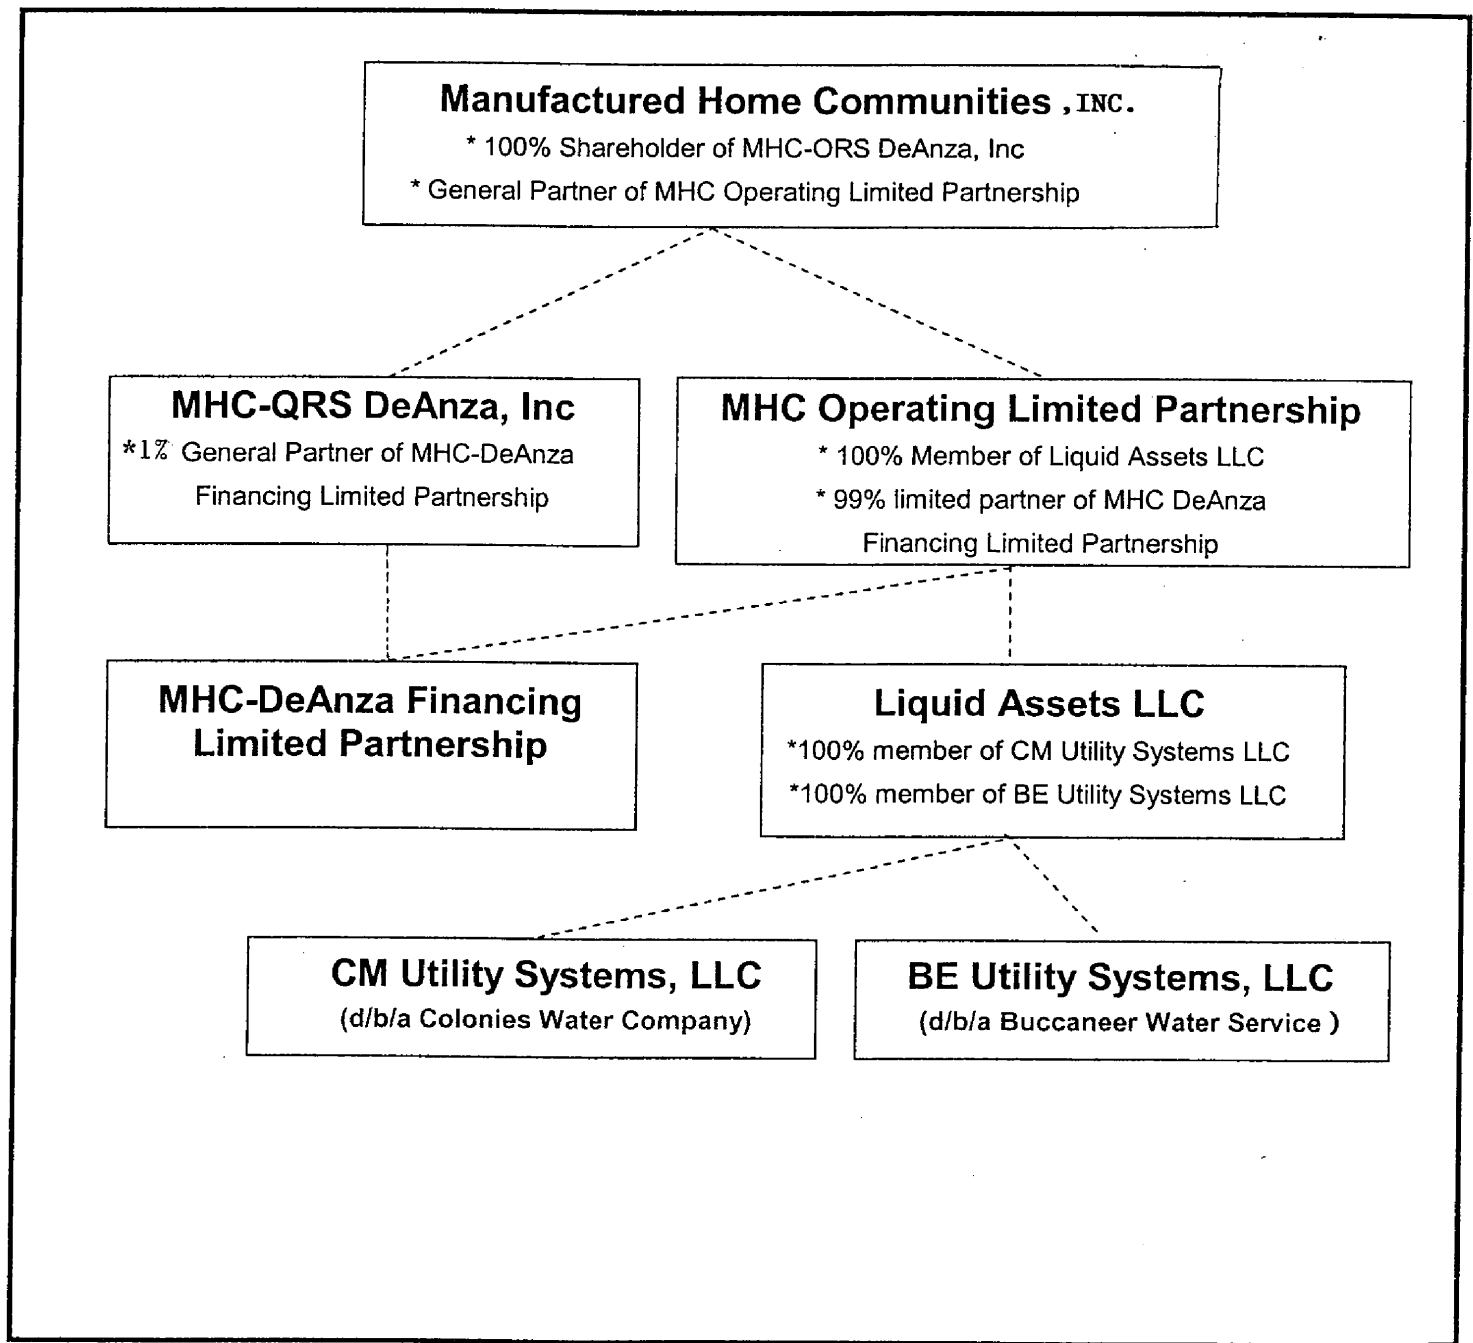 Manufactured Home Communities ,INC.
* 100% Shareholder of MHC-ORS DeAnza, Inc
* General Partner of MHC Operating Limited Partnership
MHC-QRS DeAnza, Inc
*1% General Partner of MHC-DeAnza
Financing Limited Partnership
MHC Operating Limited Partnership
* 100% Member of Liquid Assets LLC
* 99% limited partner of MHC DeAnza
Financing Limited Partnership
MHC-DeAnza Financing
Limited Partnership
Liquid Assets LLC
*100% member of CM Utility Systems LLC
*100% member of BE Utility Systems LLC
CM Utility Systems, LLC
(d/b/a Colonies Water Company)
BE Utility Systems, LLC
(d/b/a Buccaneer Water Service )